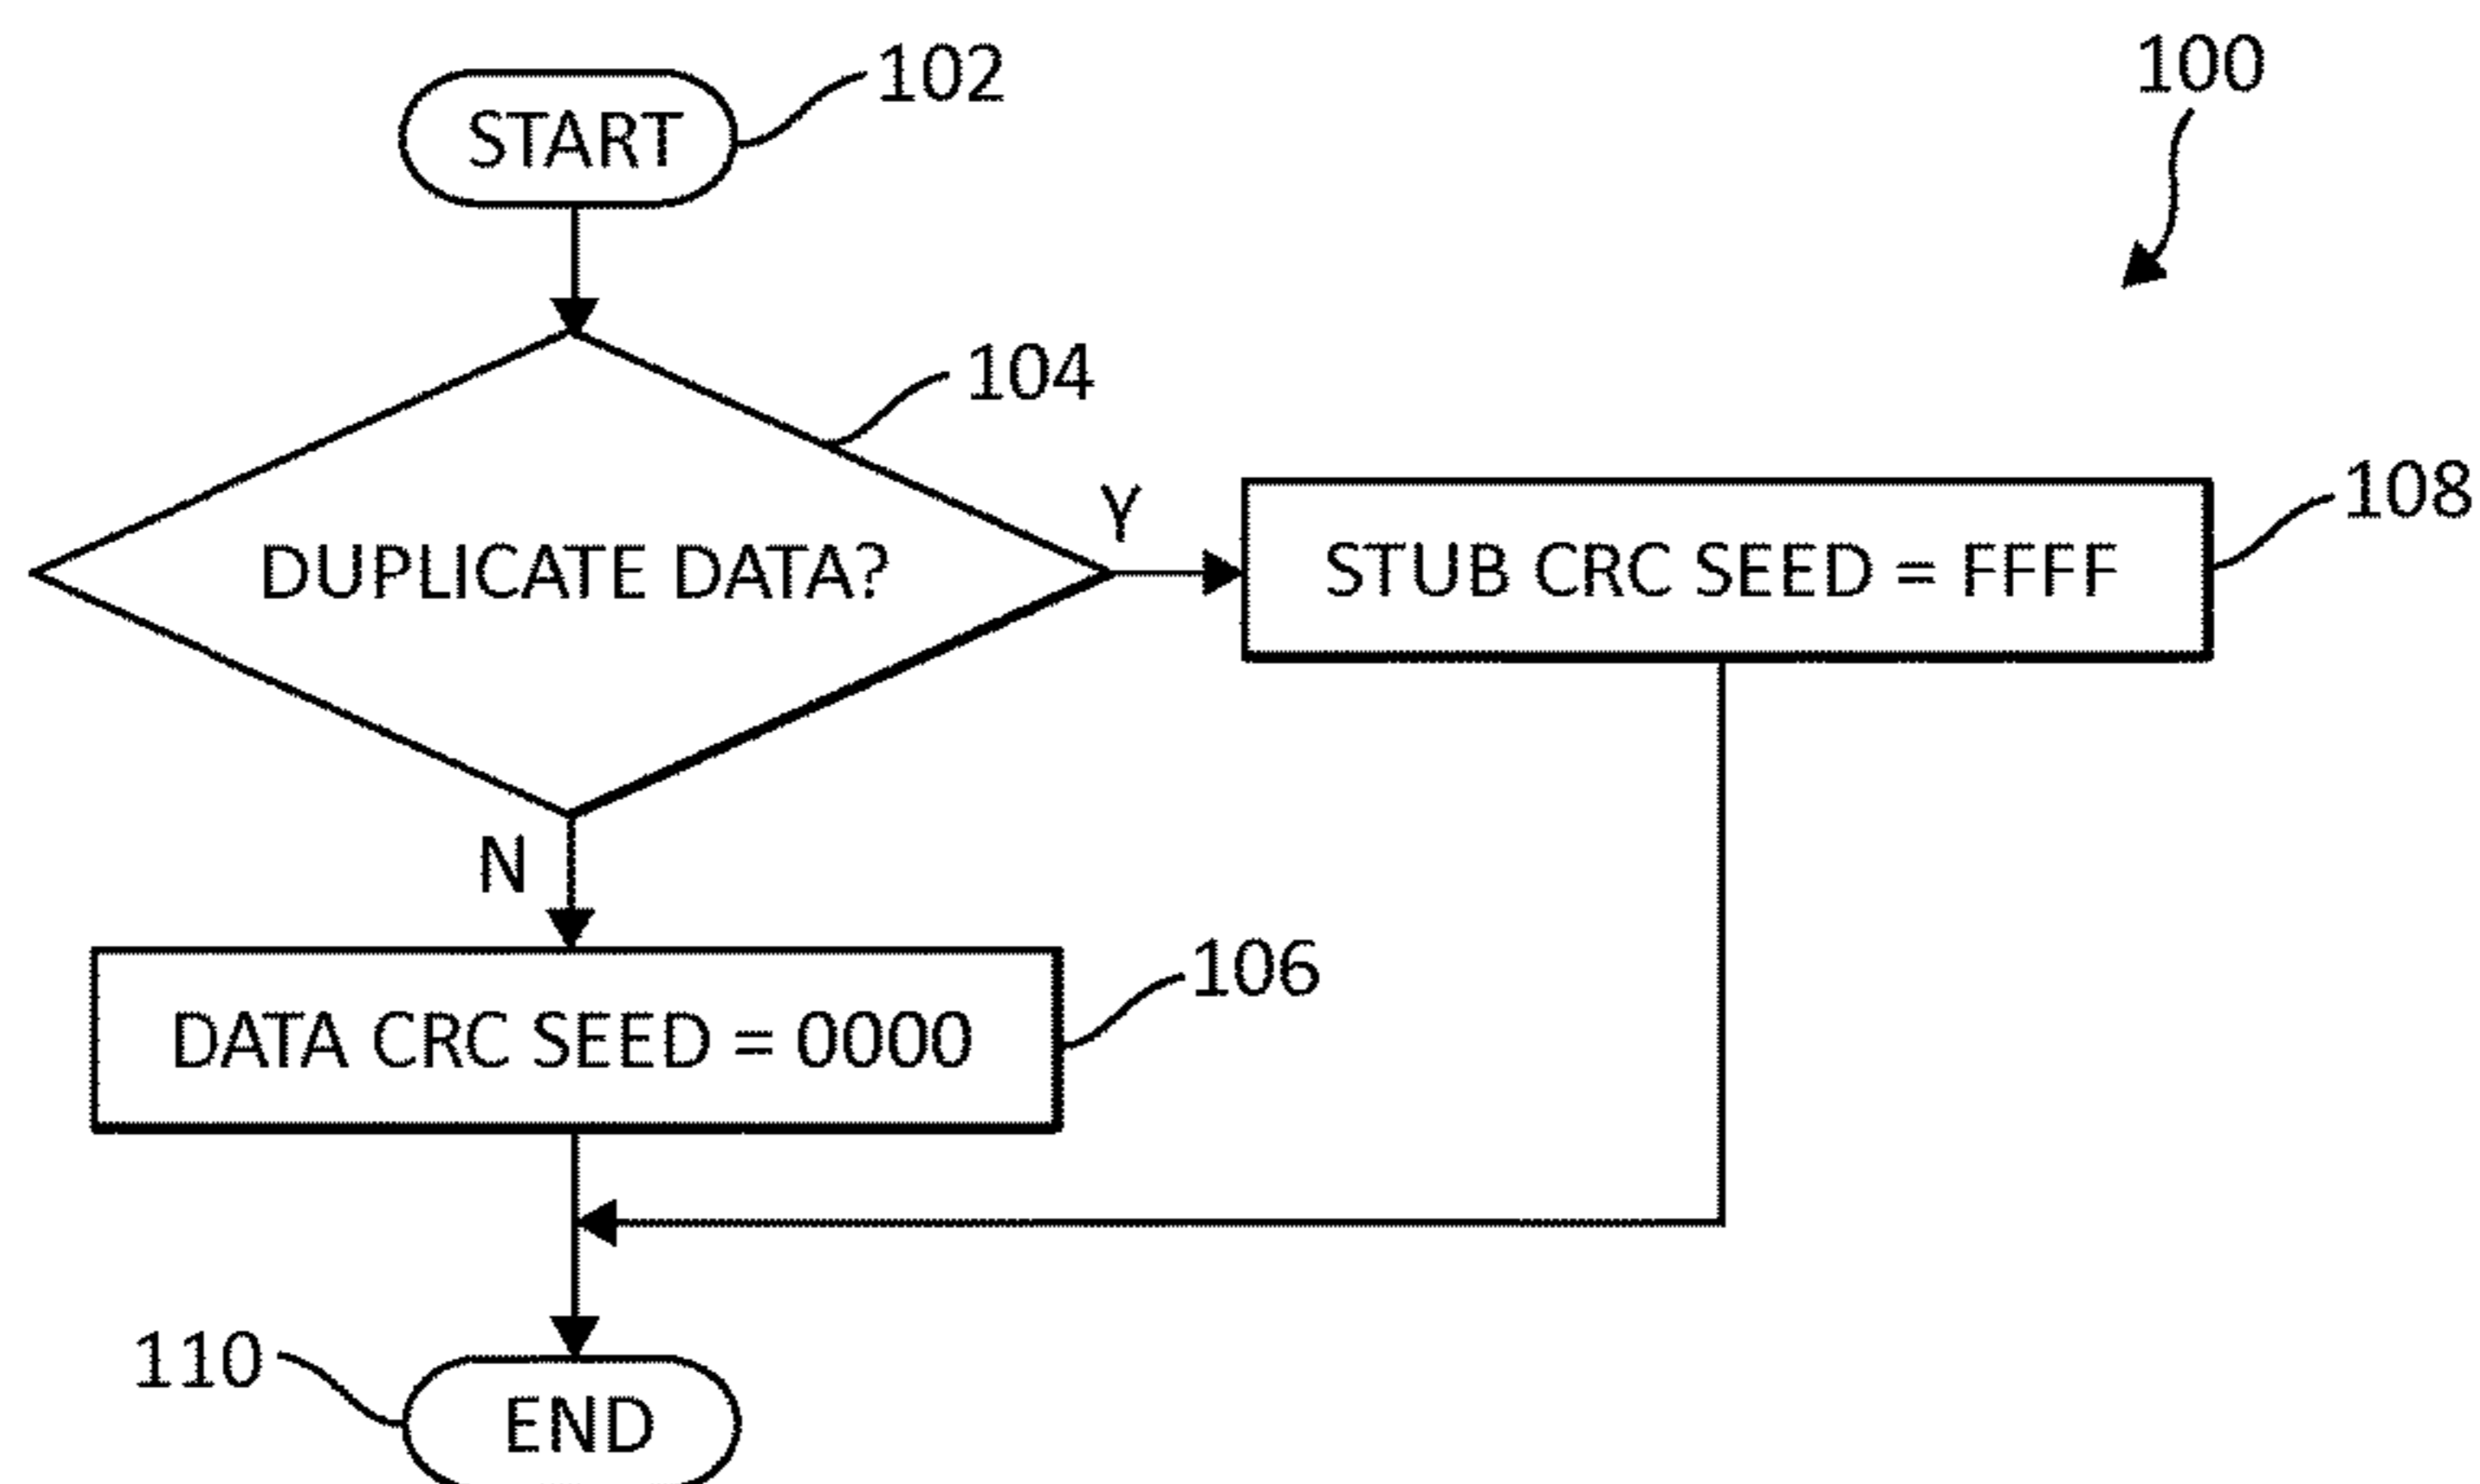 102
START
100
104
Y
DUPLICATE DATA?
STUB CRC SEED = FFFF
108
N
DATA CRC SEED = 0000
106
110
END